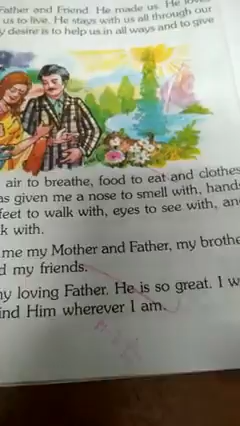 Father and Friend. He made us. He loves
us to live. He stays with us all through our
desire is to help us in all ways and to give
air to breathe, food to eat and clothes
as given me a nose to smell with, hands
feet to walk with, eyes to see with, an
k with.
me my Mother and Father, my brothe
d my friends.
y loving Father. He is so great. I w
ind Him wherever I am.